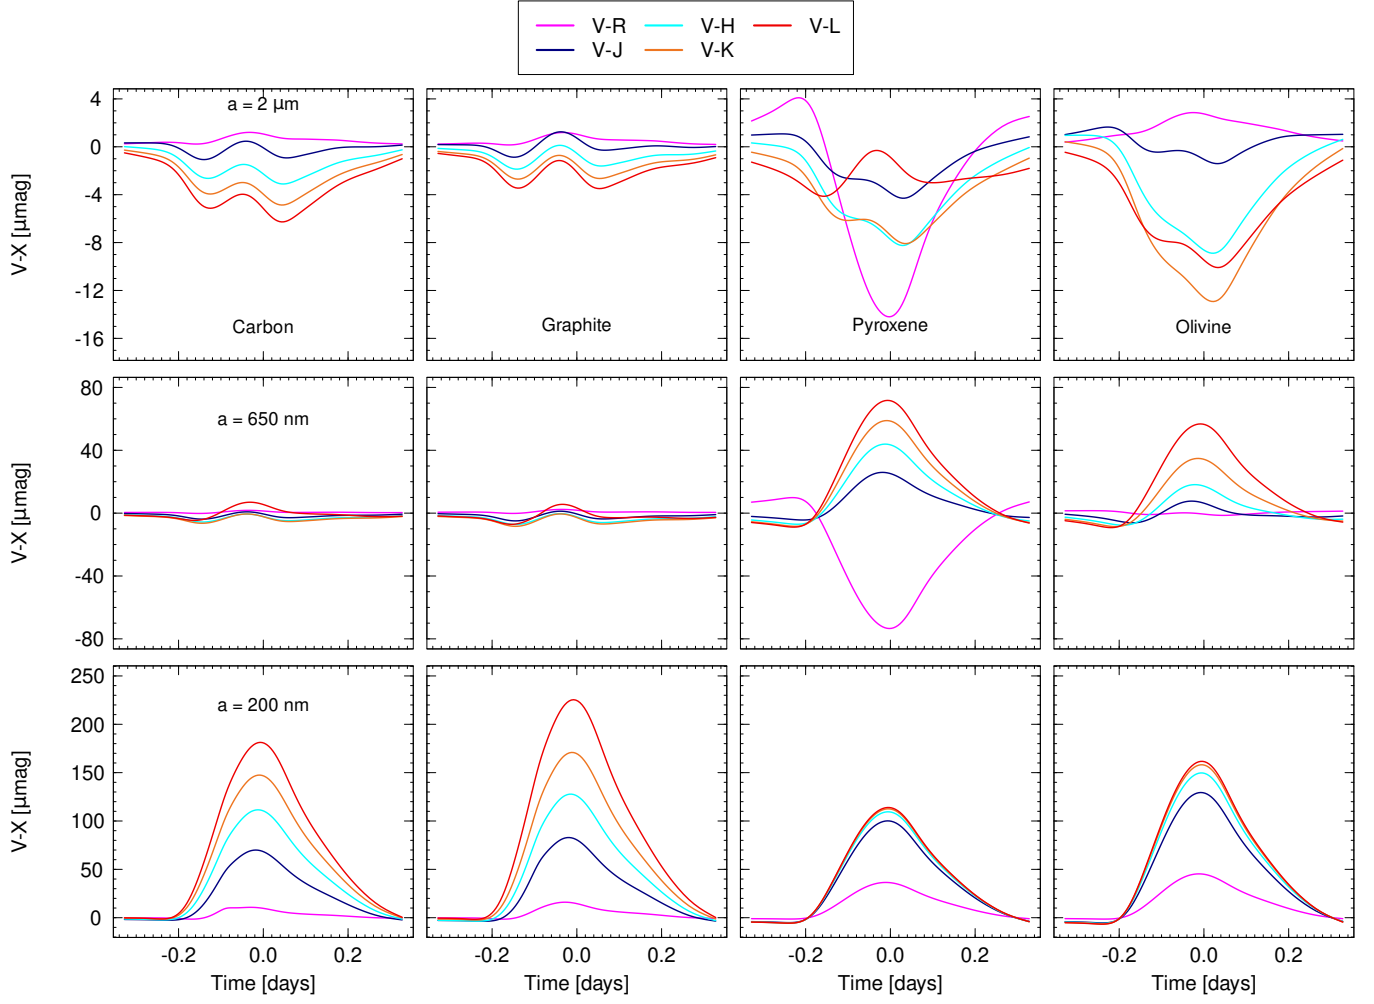 V-R V-H V-L
V-J V-K
4
0
-4
-8
-12
-16
V-X [µmag]
a = 2 µm
Carbon
Graphite
Pyroxene
Olivine
80
40
0
-40
-80
V-X [µmag]
a = 650 nm
250
200
150
100
50
0
V-X [µmag]
a = 200 nm
-0.2 0.0 0.2 -0.2 0.0 0.2 -0.2 0.0 0.2 -0.2 0.0 0.2
Time [days] Time [days] Time [days] Time [days]